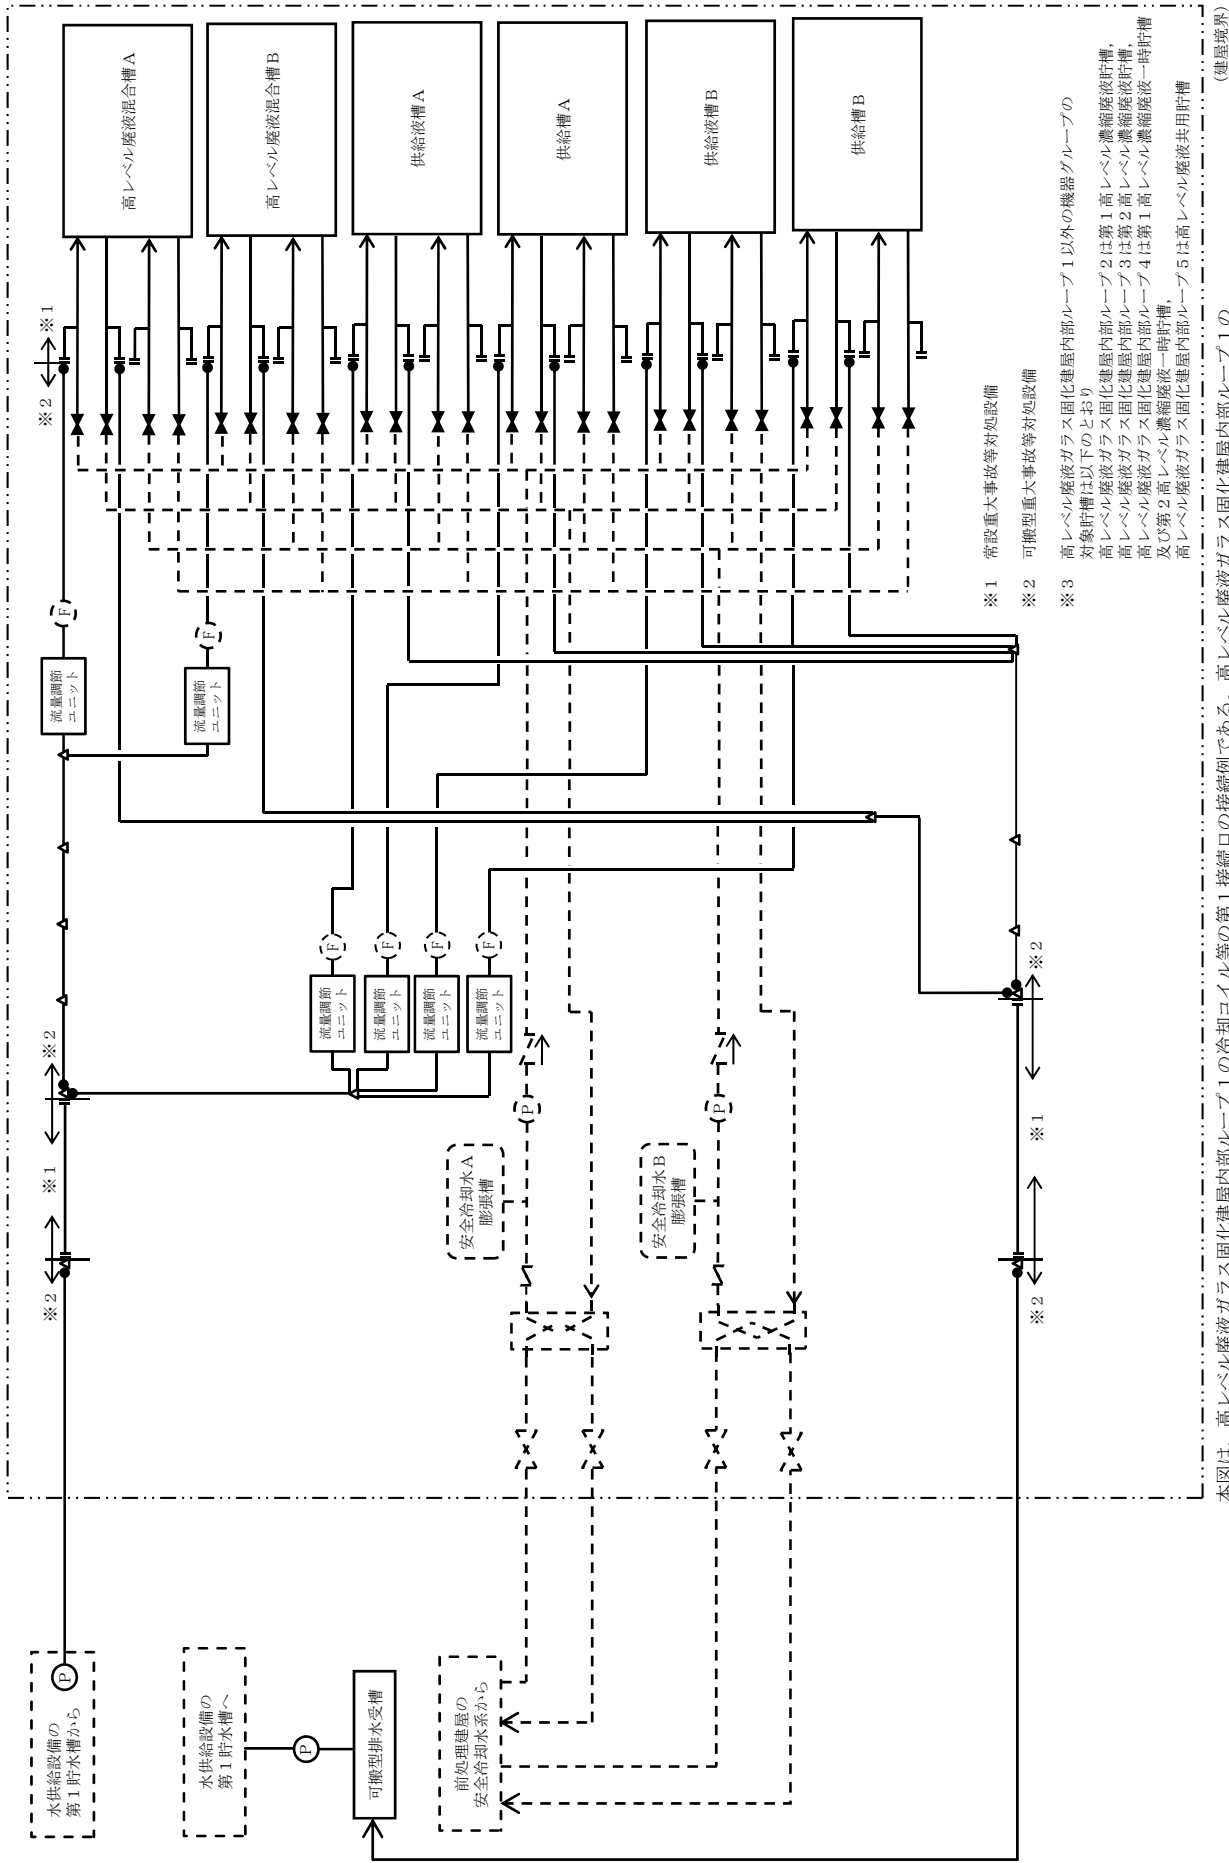 高レベル廃液混合槽A
高レベル廃液混合槽B
供給液槽A
供給槽A
供給液槽B
供給槽B
※2
※1
F
流量調節
ユニット
F
流量調節
ユニット
F
流量調節
ユニット
F
流量調節
ユニット
F
流量調節
ユニット
F
流量調節
ユニット
※2
※1
※2
P
安全冷却水A
膨張槽
P
安全冷却水B
膨張槽
※2
※1
※2
P
水供給設備の
第1貯水槽から
水供給設備の
第1貯水槽へ
P
可搬型排水受槽
前処理建屋の
安全冷却水系から
※1 常設重大事故等対処設備
※2 可搬型重大事故等対処設備
※3 高レベル廃液ガラス固化建屋内部ループ1以外の機器グループの
対象貯槽は以下のとおり
高レベル廃液ガラス固化建屋内部ループ2は第1高レベル濃縮廃液貯槽,
高レベル廃液ガラス固化建屋内部ループ3は第2高レベル濃縮廃液貯槽,
高レベル廃液ガラス固化建屋内部ループ4は第1高レベル濃縮廃液一時貯槽
及び第2高レベル濃縮廃液一時貯槽,
高レベル廃液ガラス固化建屋内部ループ5は高レベル廃液共用貯槽
(建屋境界)
本図は、高レベル廃液ガラス固化建屋内部ループ1の冷却コイル等の第1接続口の接続例である。高レベル廃液ガラス固化建屋内部ループ1の